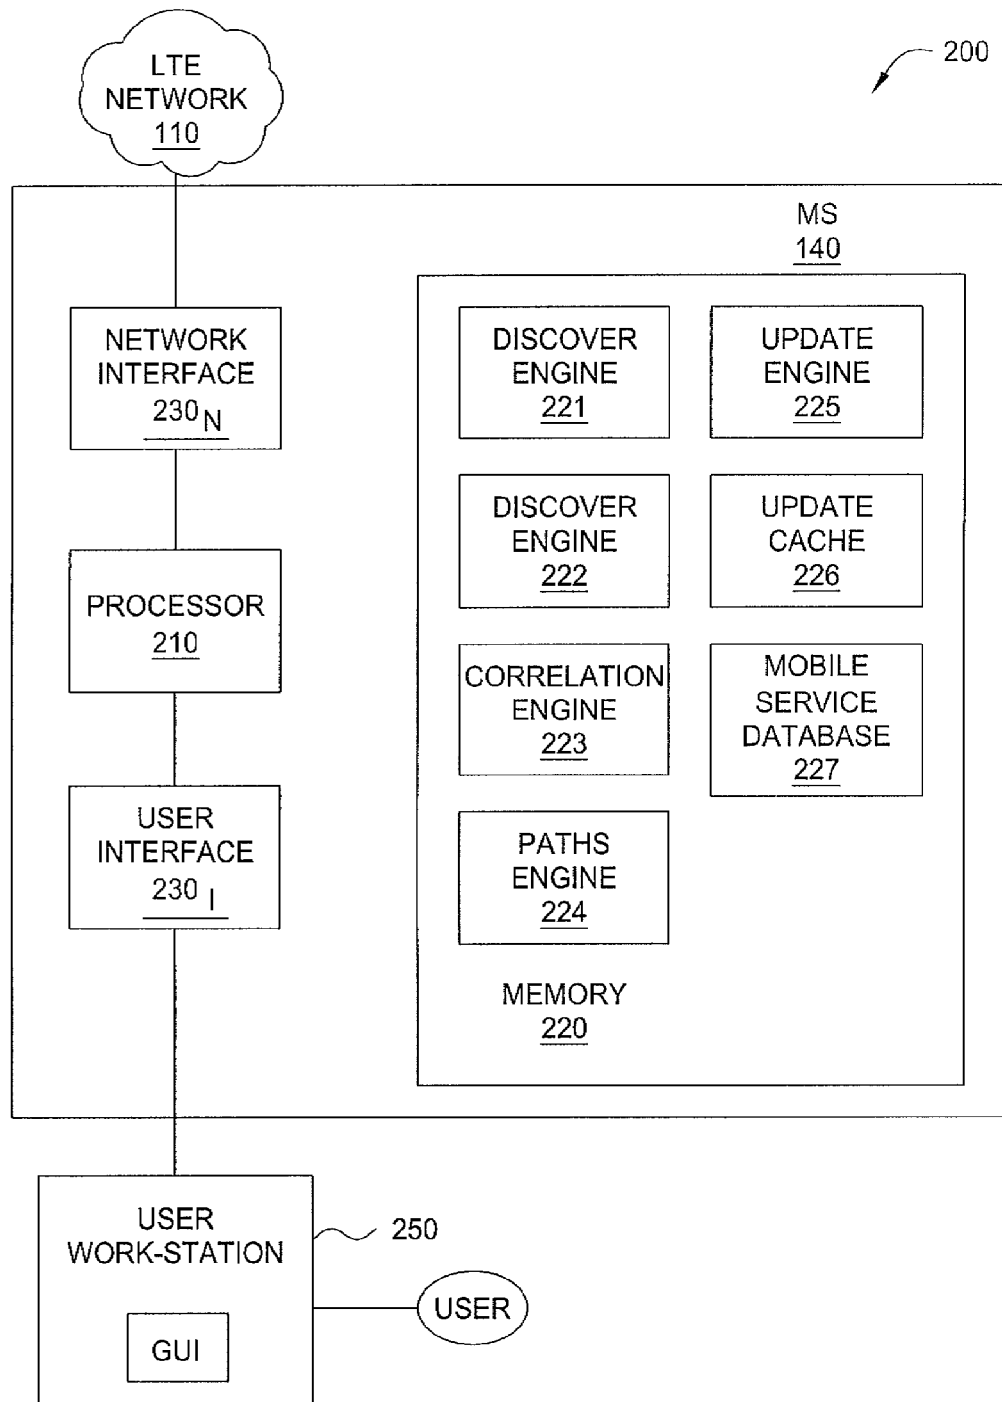 LTE
NETWORK
110
200
MS
140
NETWORK
INTERFACE
230N
PROCESSOR
210
USER
INTERFACE
230I
DISCOVER
ENGINE
221
UPDATE
ENGINE
225
DISCOVER
ENGINE
222
UPDATE
CACHE
226
CORRELATION
ENGINE
223
MOBILE
SERVICE
DATABASE
227
PATHS
ENGINE
224
MEMORY
220
USER
WORK-STATION
250
GUI
USER